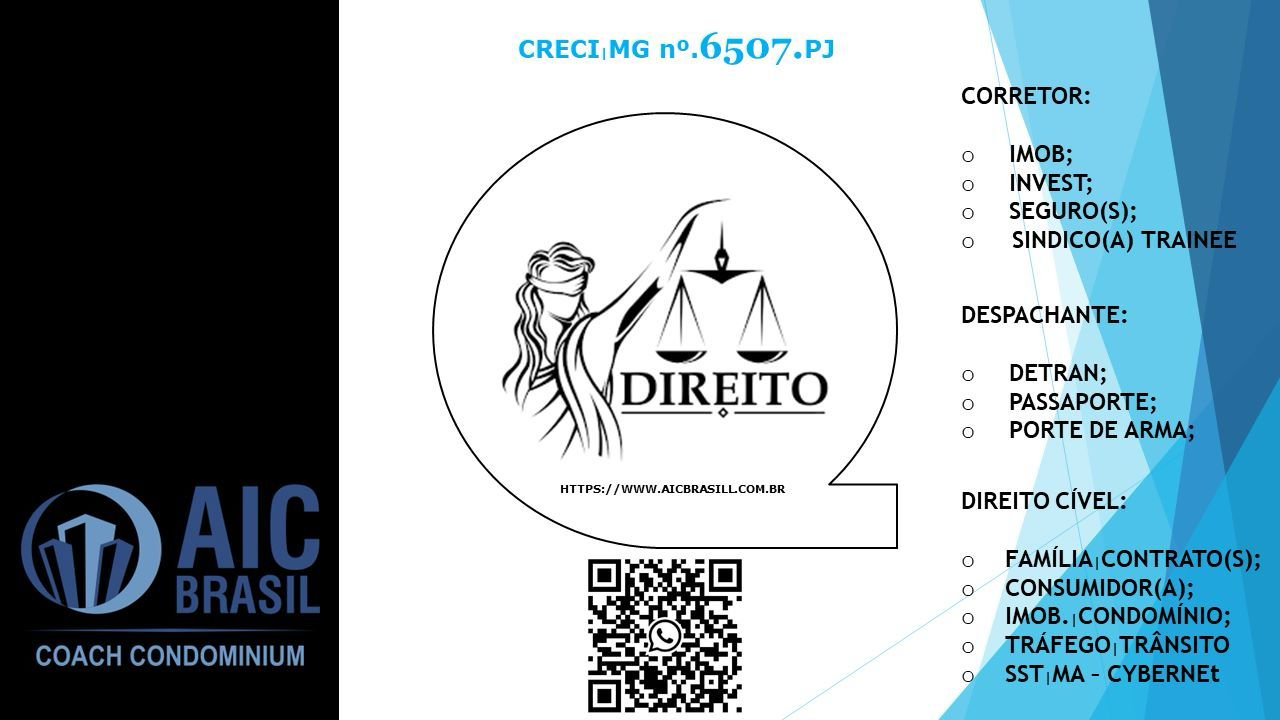 CRECI|MG nº.6507.PJ
CORRETOR:
o IMOB;
o INVEST;
o SEGURO(S);
o SINDICO(A) TRAINEE
DESPACHANTE:
o DETRAN;
o PASSAPORTE;
o PORTE DE ARMA;
DIREITO CÍVEL:
o FAMÍLIA|CONTRATO(S);
o CONSUMIDOR(A);
o IMOB.|CONDOMÍNIO;
o TRÁFEGO|TRÂNSITO
o SST|MA – CYBERNEt
DIREITO
HTTPS://WWW.AICBRASILL.COM.BR
AIC
BRASIL
COACH CONDOMINIUM